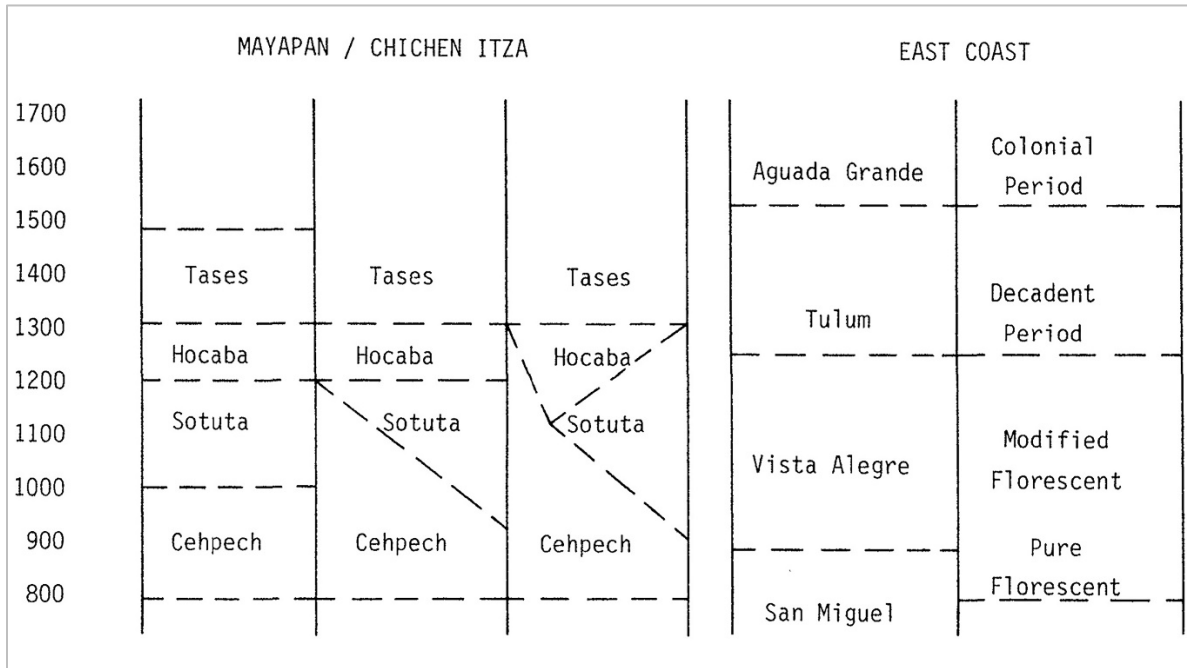 MAYAPAN / CHICHEN ITZA
EAST COAST
1700
1600
1500
1400
1300
1200
1100
1000
900
800
Tases
Hocaba
Sotuta
Cehpech
Tases
Hocaba
Sotuta
Cehpech
Tases
Hocaba
Sotuta
Cehpech
Aguada Grande
Tulum
Vista Alegre
San Miguel
Colonial
Period
Decadent
Period
Modified
Florescent
Pure
Florescent